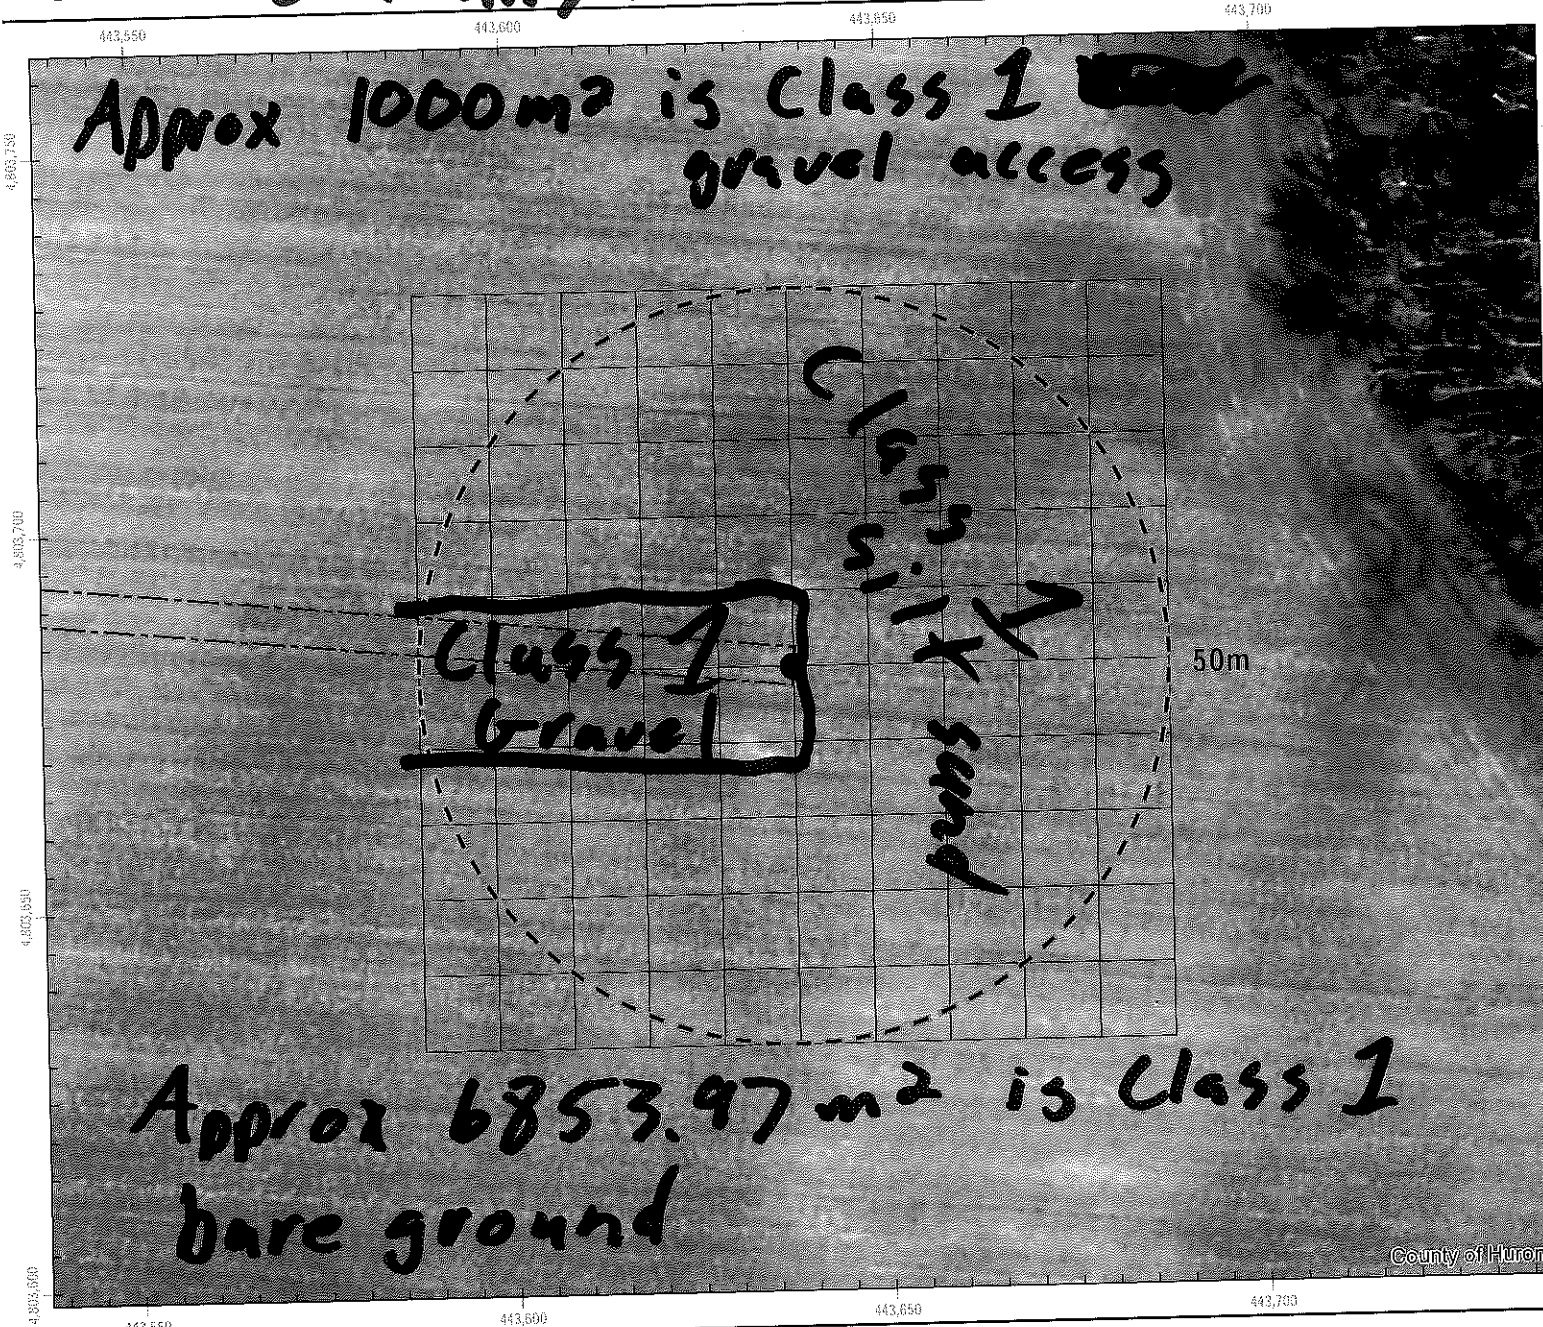 443,550 443,600 443,650 443,700
Approx 1000m² is Class 1
gravel access
4,803,750
Class 1
silt sand
4,803,700
Class 1
Gravel
50m
4,803,650
Approx 6853.97 m² is Class 1
bare ground
County of Huron
4,803,600
443,550 443,600 443,650 443,700